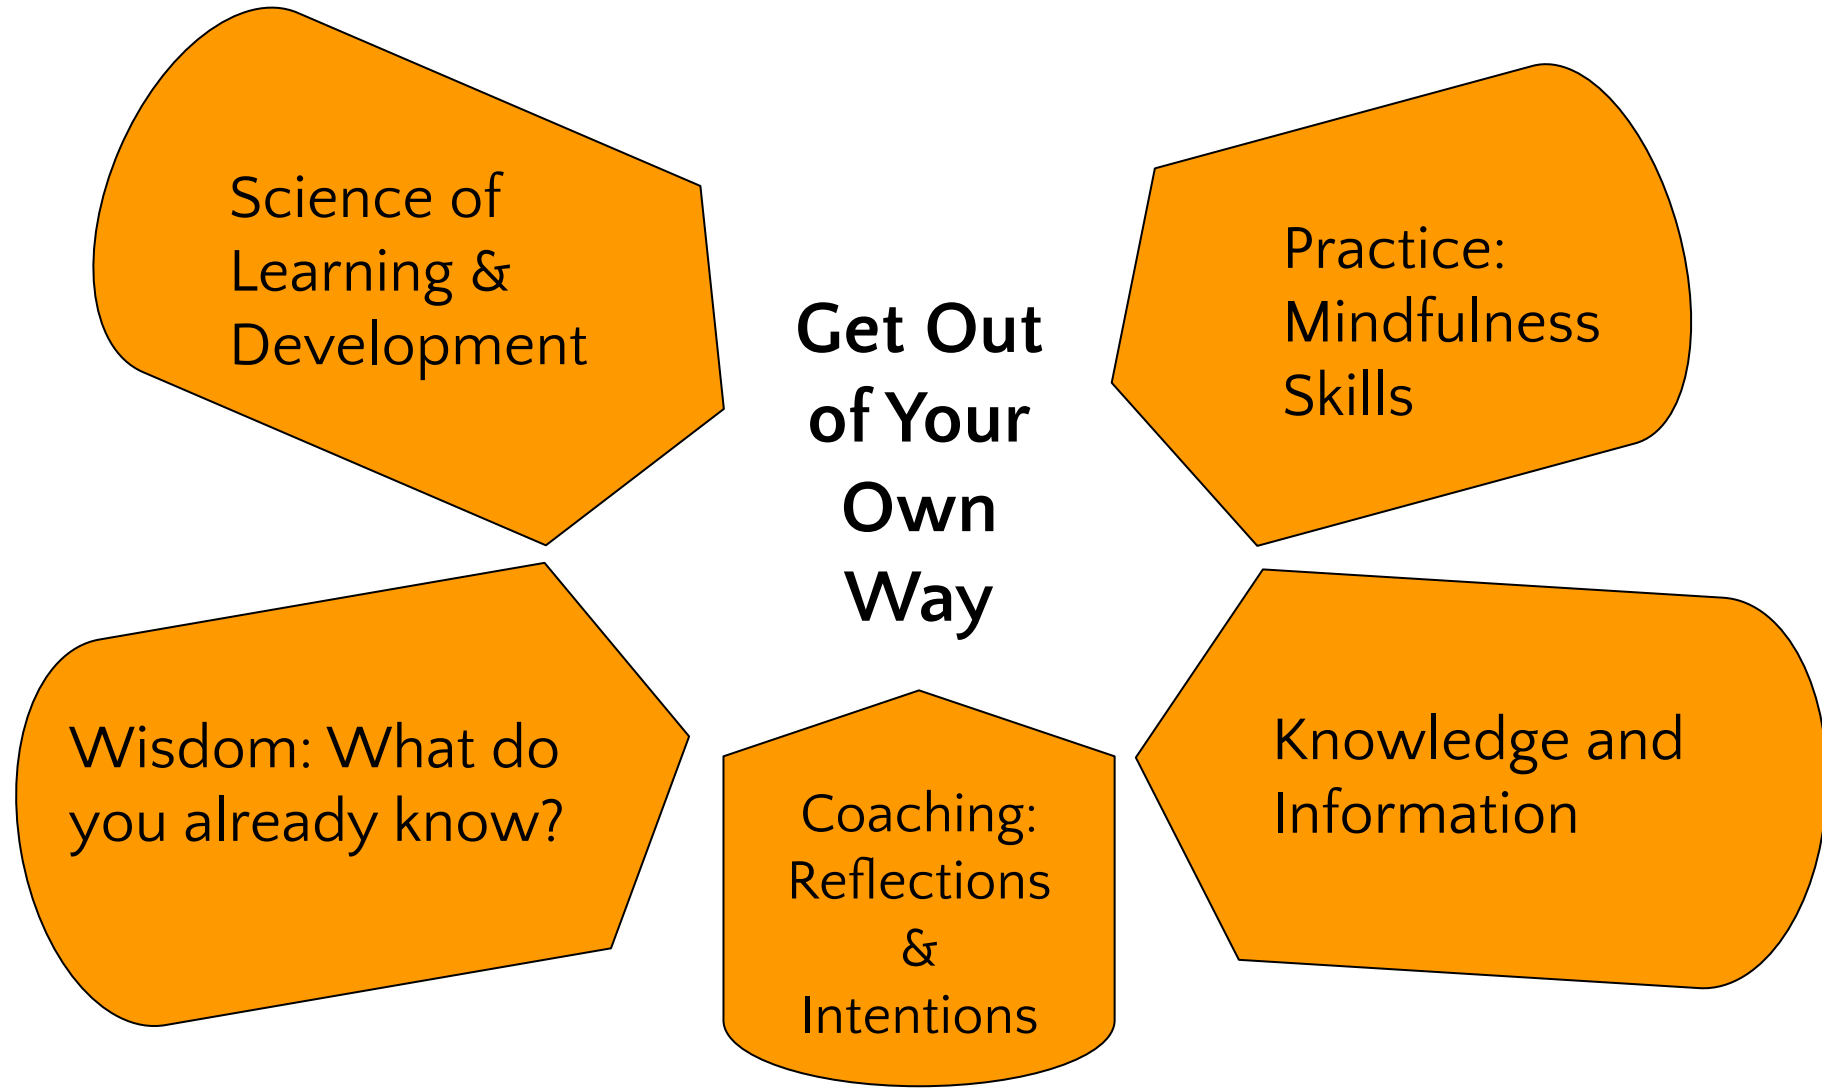 Science of
Learning &
Development
Practice:
Mindfulness
Skills
Get Out
of Your
Own
Way
Wisdom: What do
you already know?
Coaching:
Reflections
&
Intentions
Knowledge and
Information